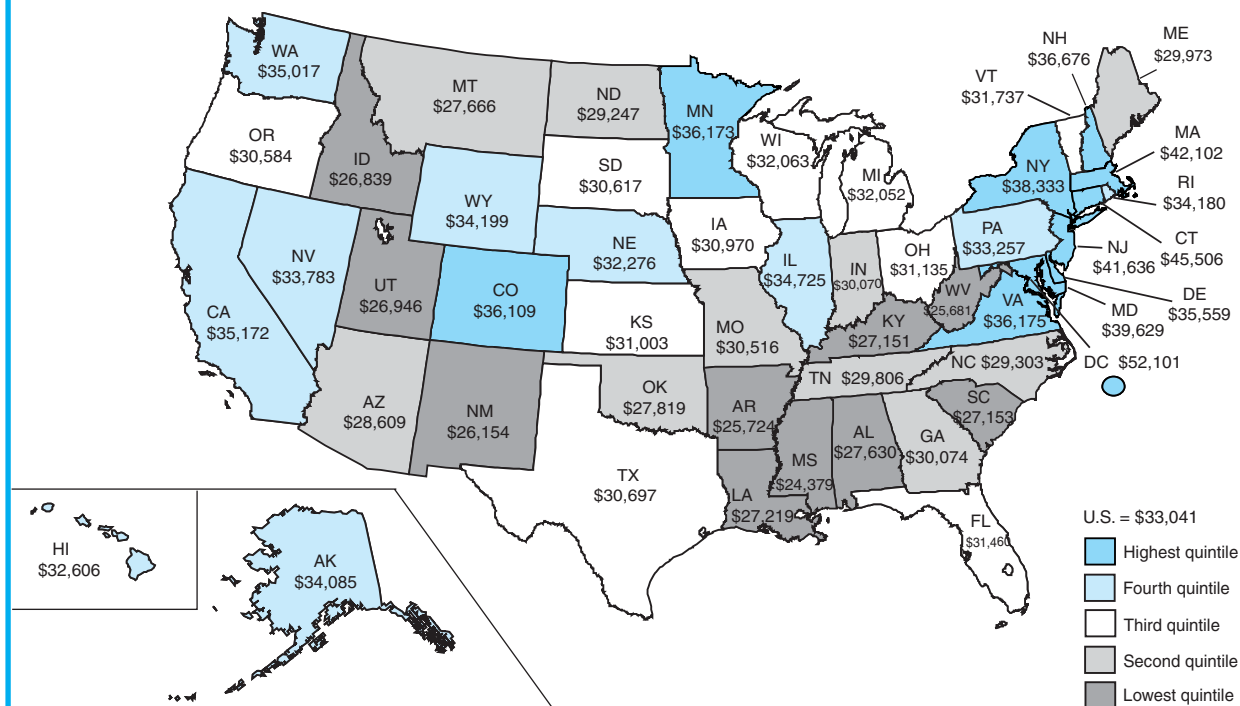 WA
$35,017
MT
$27,666
ND
$29,247
MN
$36,173
OR
$30,584
ID
$26,839
SD
$30,617
WI
$32,063
MI
$32,052
WY
$34,199
NV
$33,783
UT
$26,946
CO
$36,109
NE
$32,276
IA
$30,970
IL
$34,725
IN
$30,070
OH
$31,135
PA
$33,257
NY
$38,333
VT
$31,737
NH
$36,676
ME
$29,973
MA
$42,102
RI
$34,180
CT
$45,506
NJ
$41,636
DE
$35,559
MD
$39,629
DC $52,101
CA
$35,172
KS
$31,003
MO
$30,516
KY
$27,151
WV
$25,681
VA
$36,175
AZ
$28,609
NM
$26,154
OK
$27,819
AR
$25,724
TN $29,806
NC $29,303
SC
$27,153
TX
$30,697
LA
$27,219
MS
$24,379
AL
$27,630
GA
$30,074
FL
$31,460
HI
$32,606
AK
$34,085
U.S. = $33,041
Highest quintile
Fourth quintile
Third quintile
Second quintile
Lowest quintile